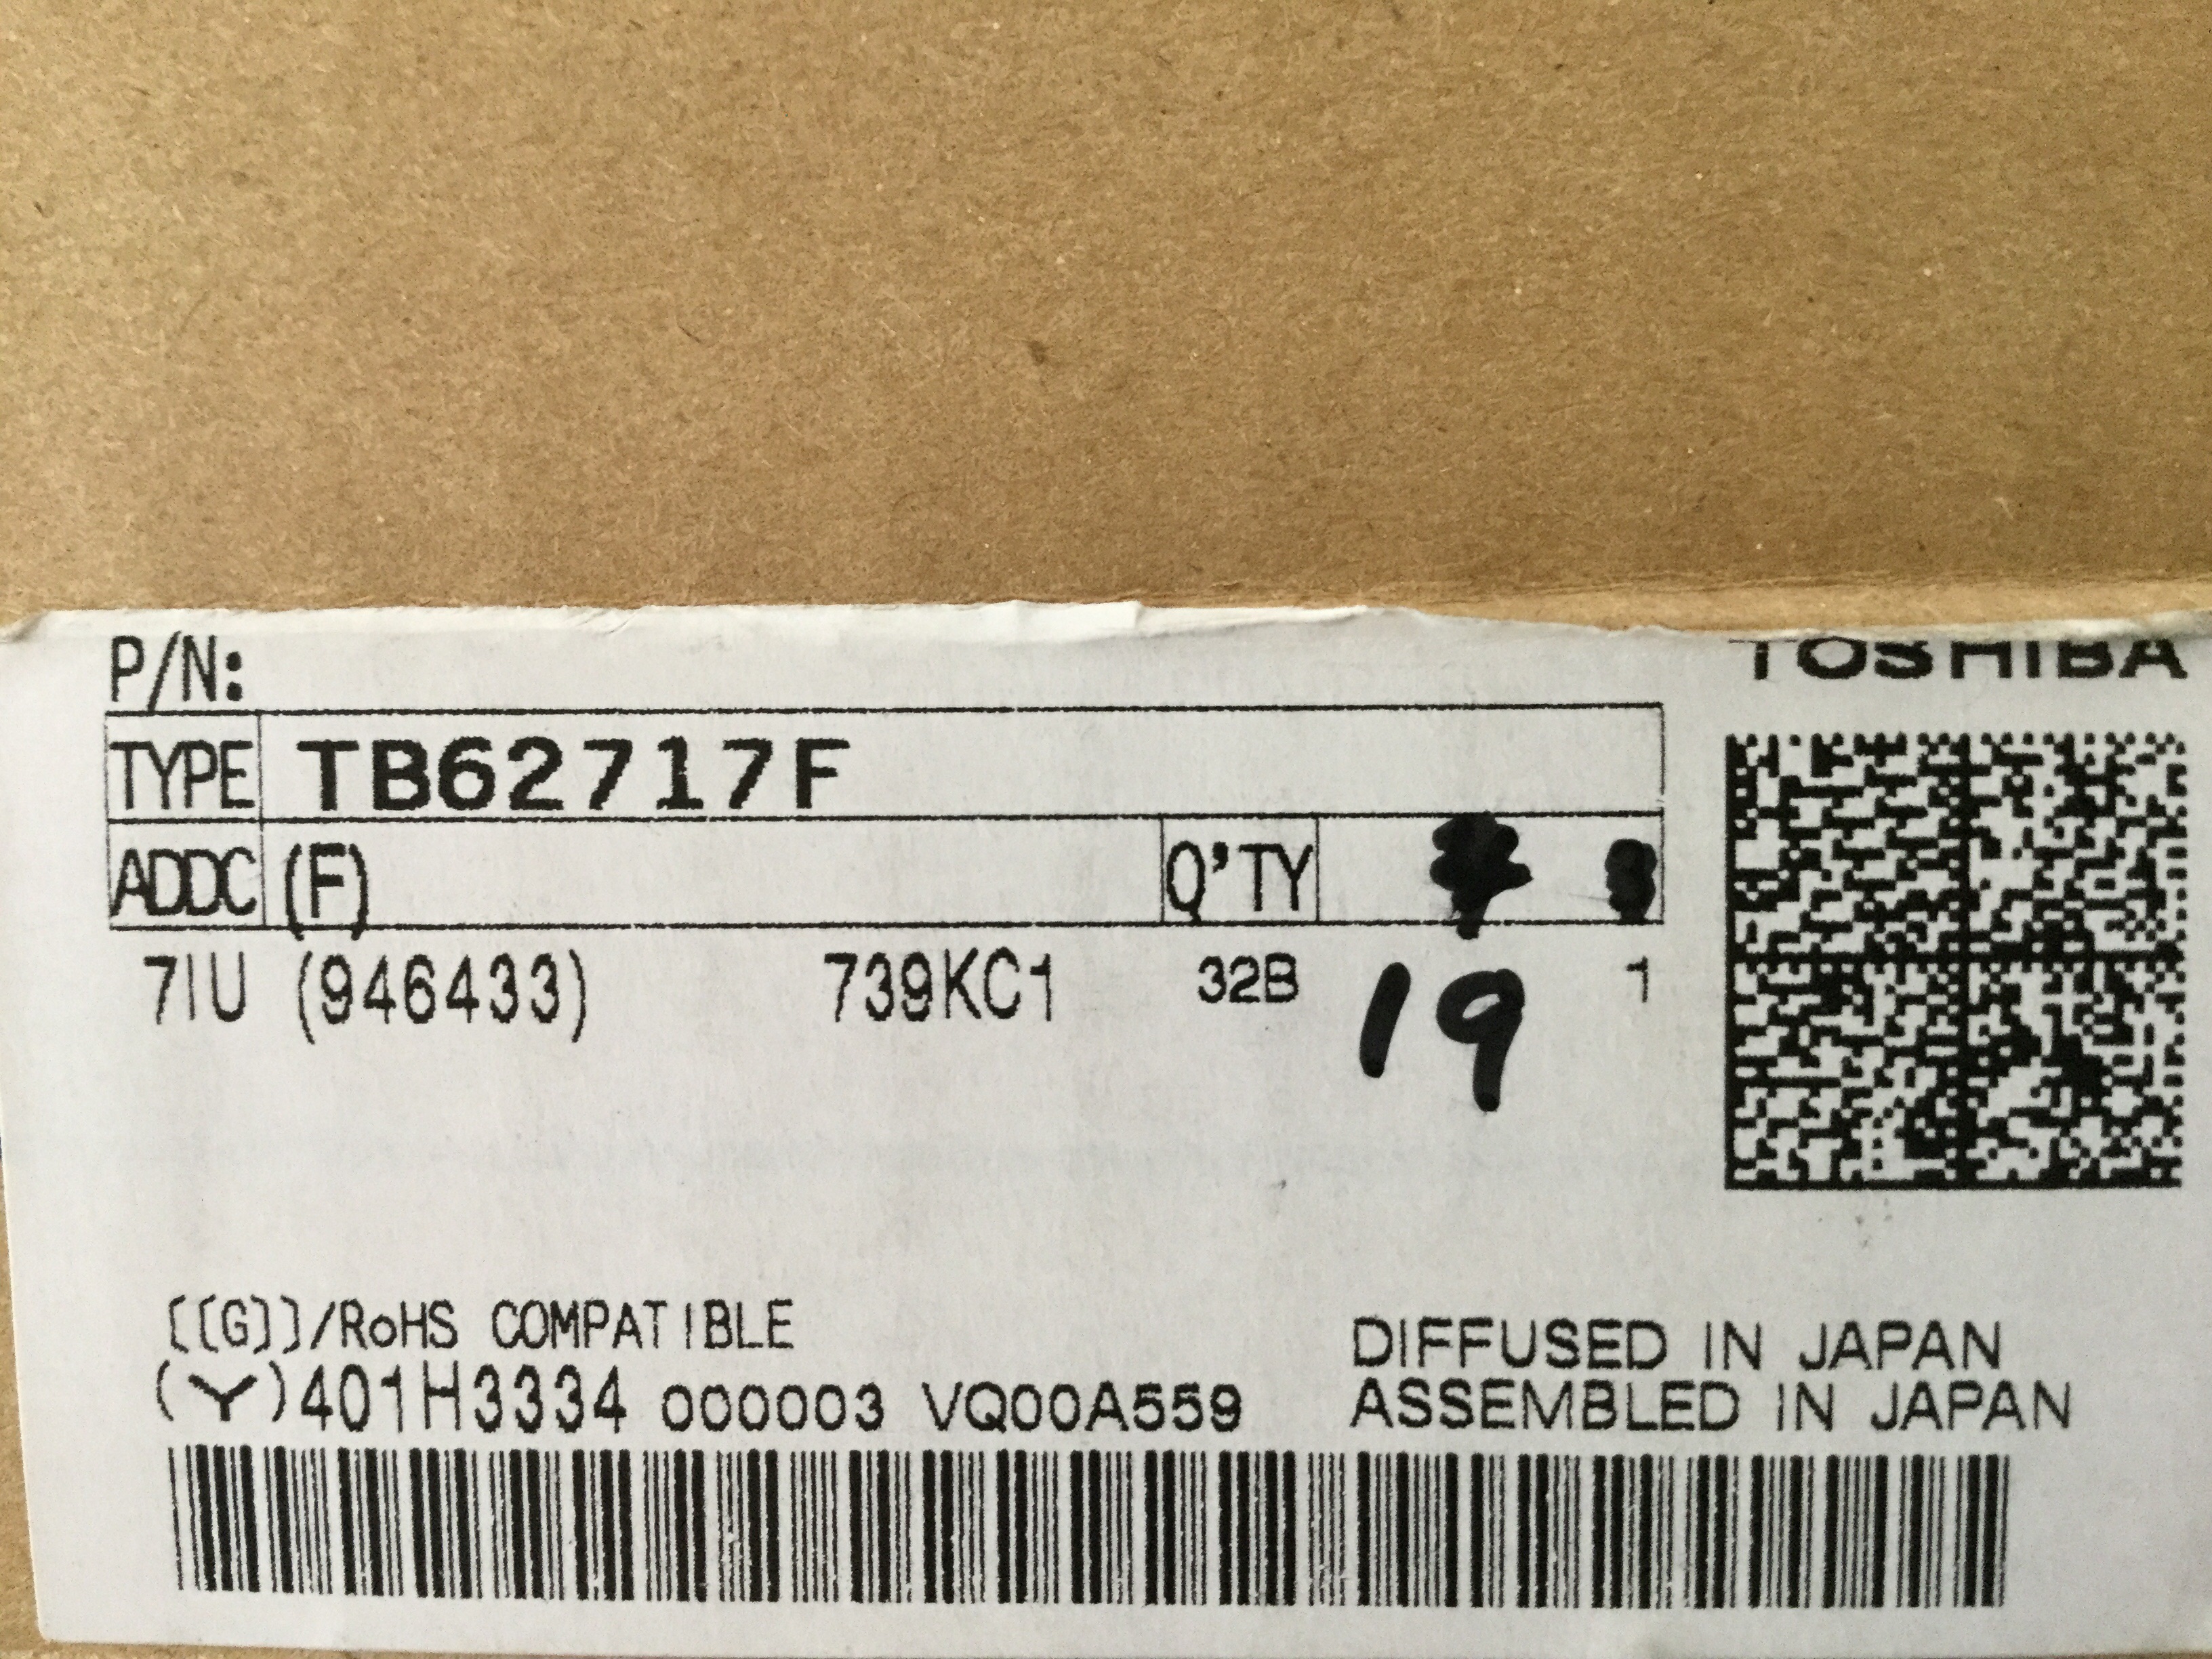 P/N:
TOSHIBA
TYPE TB62717F
ADDC (F) Q'TY
7IU (946433) 739KC1 32B 1
19
[[G]]/RoHS COMPATIBLE
(Y)401H3334 000003 VQ00A559
DIFFUSED IN JAPAN
ASSEMBLED IN JAPAN